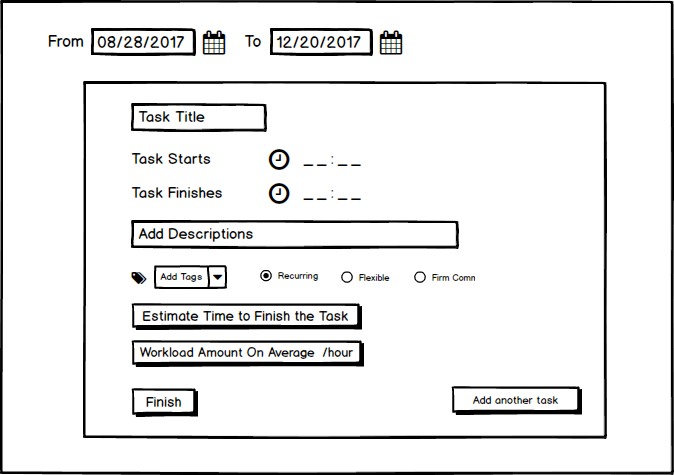 From 08/28/2017 To 12/20/2017
Task Title
Task Starts __:__
Task Finishes __:__
Add Descriptions
Add Tags Recurring Flexible Firm Comn
Estimate Time to Finish the Task
Workload Amount On Average /hour
Finish Add another task